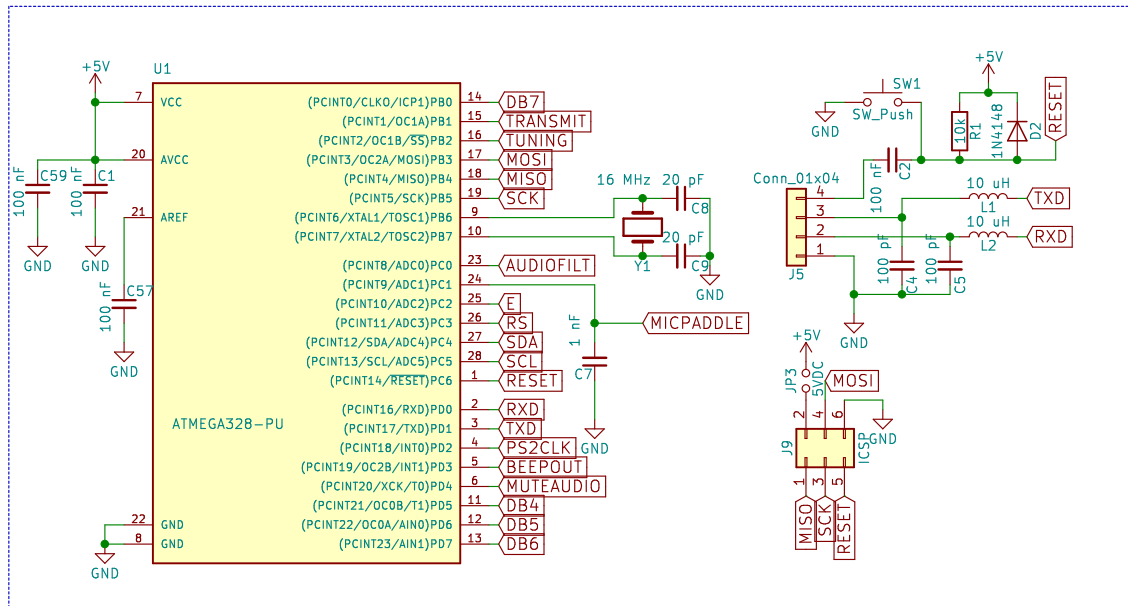 +5V
U1
7 VCC
20 AVCC
21 AREF
22 GND
8 GND
C59
100 nF
C1
100 nF
GND
GND
C57
100 nF
GND
GND
ATMEGA328-PU
(PCINT0/CLKO/ICP1)PB0 14 DB7
(PCINT1/OC1A)PB1 15 TRANSMIT
(PCINT2/OC1B/SS)PB2 16 TUNING
(PCINT3/OC2A/MOSI)PB3 17 MOSI
(PCINT4/MISO)PB4 18 MISO
(PCINT5/SCK)PB5 19 SCK
(PCINT6/XTAL1/TOSC1)PB6 9
(PCINT7/XTAL2/TOSC2)PB7 10
(PCINT8/ADC0)PC0 23 AUDIOFILT
(PCINT9/ADC1)PC1 24
(PCINT10/ADC2)PC2 25 E
(PCINT11/ADC3)PC3 26 RS
(PCINT12/SDA/ADC4)PC4 27 SDA
(PCINT13/SCL/ADC5)PC5 28 SCL
(PCINT14/RESET)PC6 1 RESET
(PCINT16/RXD)PD0 2 RXD
(PCINT17/TXD)PD1 3 TXD
(PCINT18/INT0)PD2 4 PS2CLK
(PCINT19/OC2B/INT1)PD3 5 BEEPOUT
(PCINT20/XCK/T0)PD4 6 MUTEAUDIO
(PCINT21/OC0B/T1)PD5 11 DB4
(PCINT22/OC0A/AIN0)PD6 12 DB5
(PCINT23/AIN1)PD7 13 DB6
16 MHz
Y1
20 pF
C8
20 pF
C9
GND
MICPADDLE
1 nF
C7
GND
SW1
SW_Push
GND
+5V
10k
R1
1N4148
D2
RESET
100 nF
C2
Conn_01x04
4
3
2
1
J5
10 uH
L1
TXD
10 uH
L2
RXD
100 pF
C4
100 pF
C5
GND
+5V
JP3
5VDC
MOSI
GND
2 4 6
J9
ICSP
1 3 5
MISO
SCK
RESET